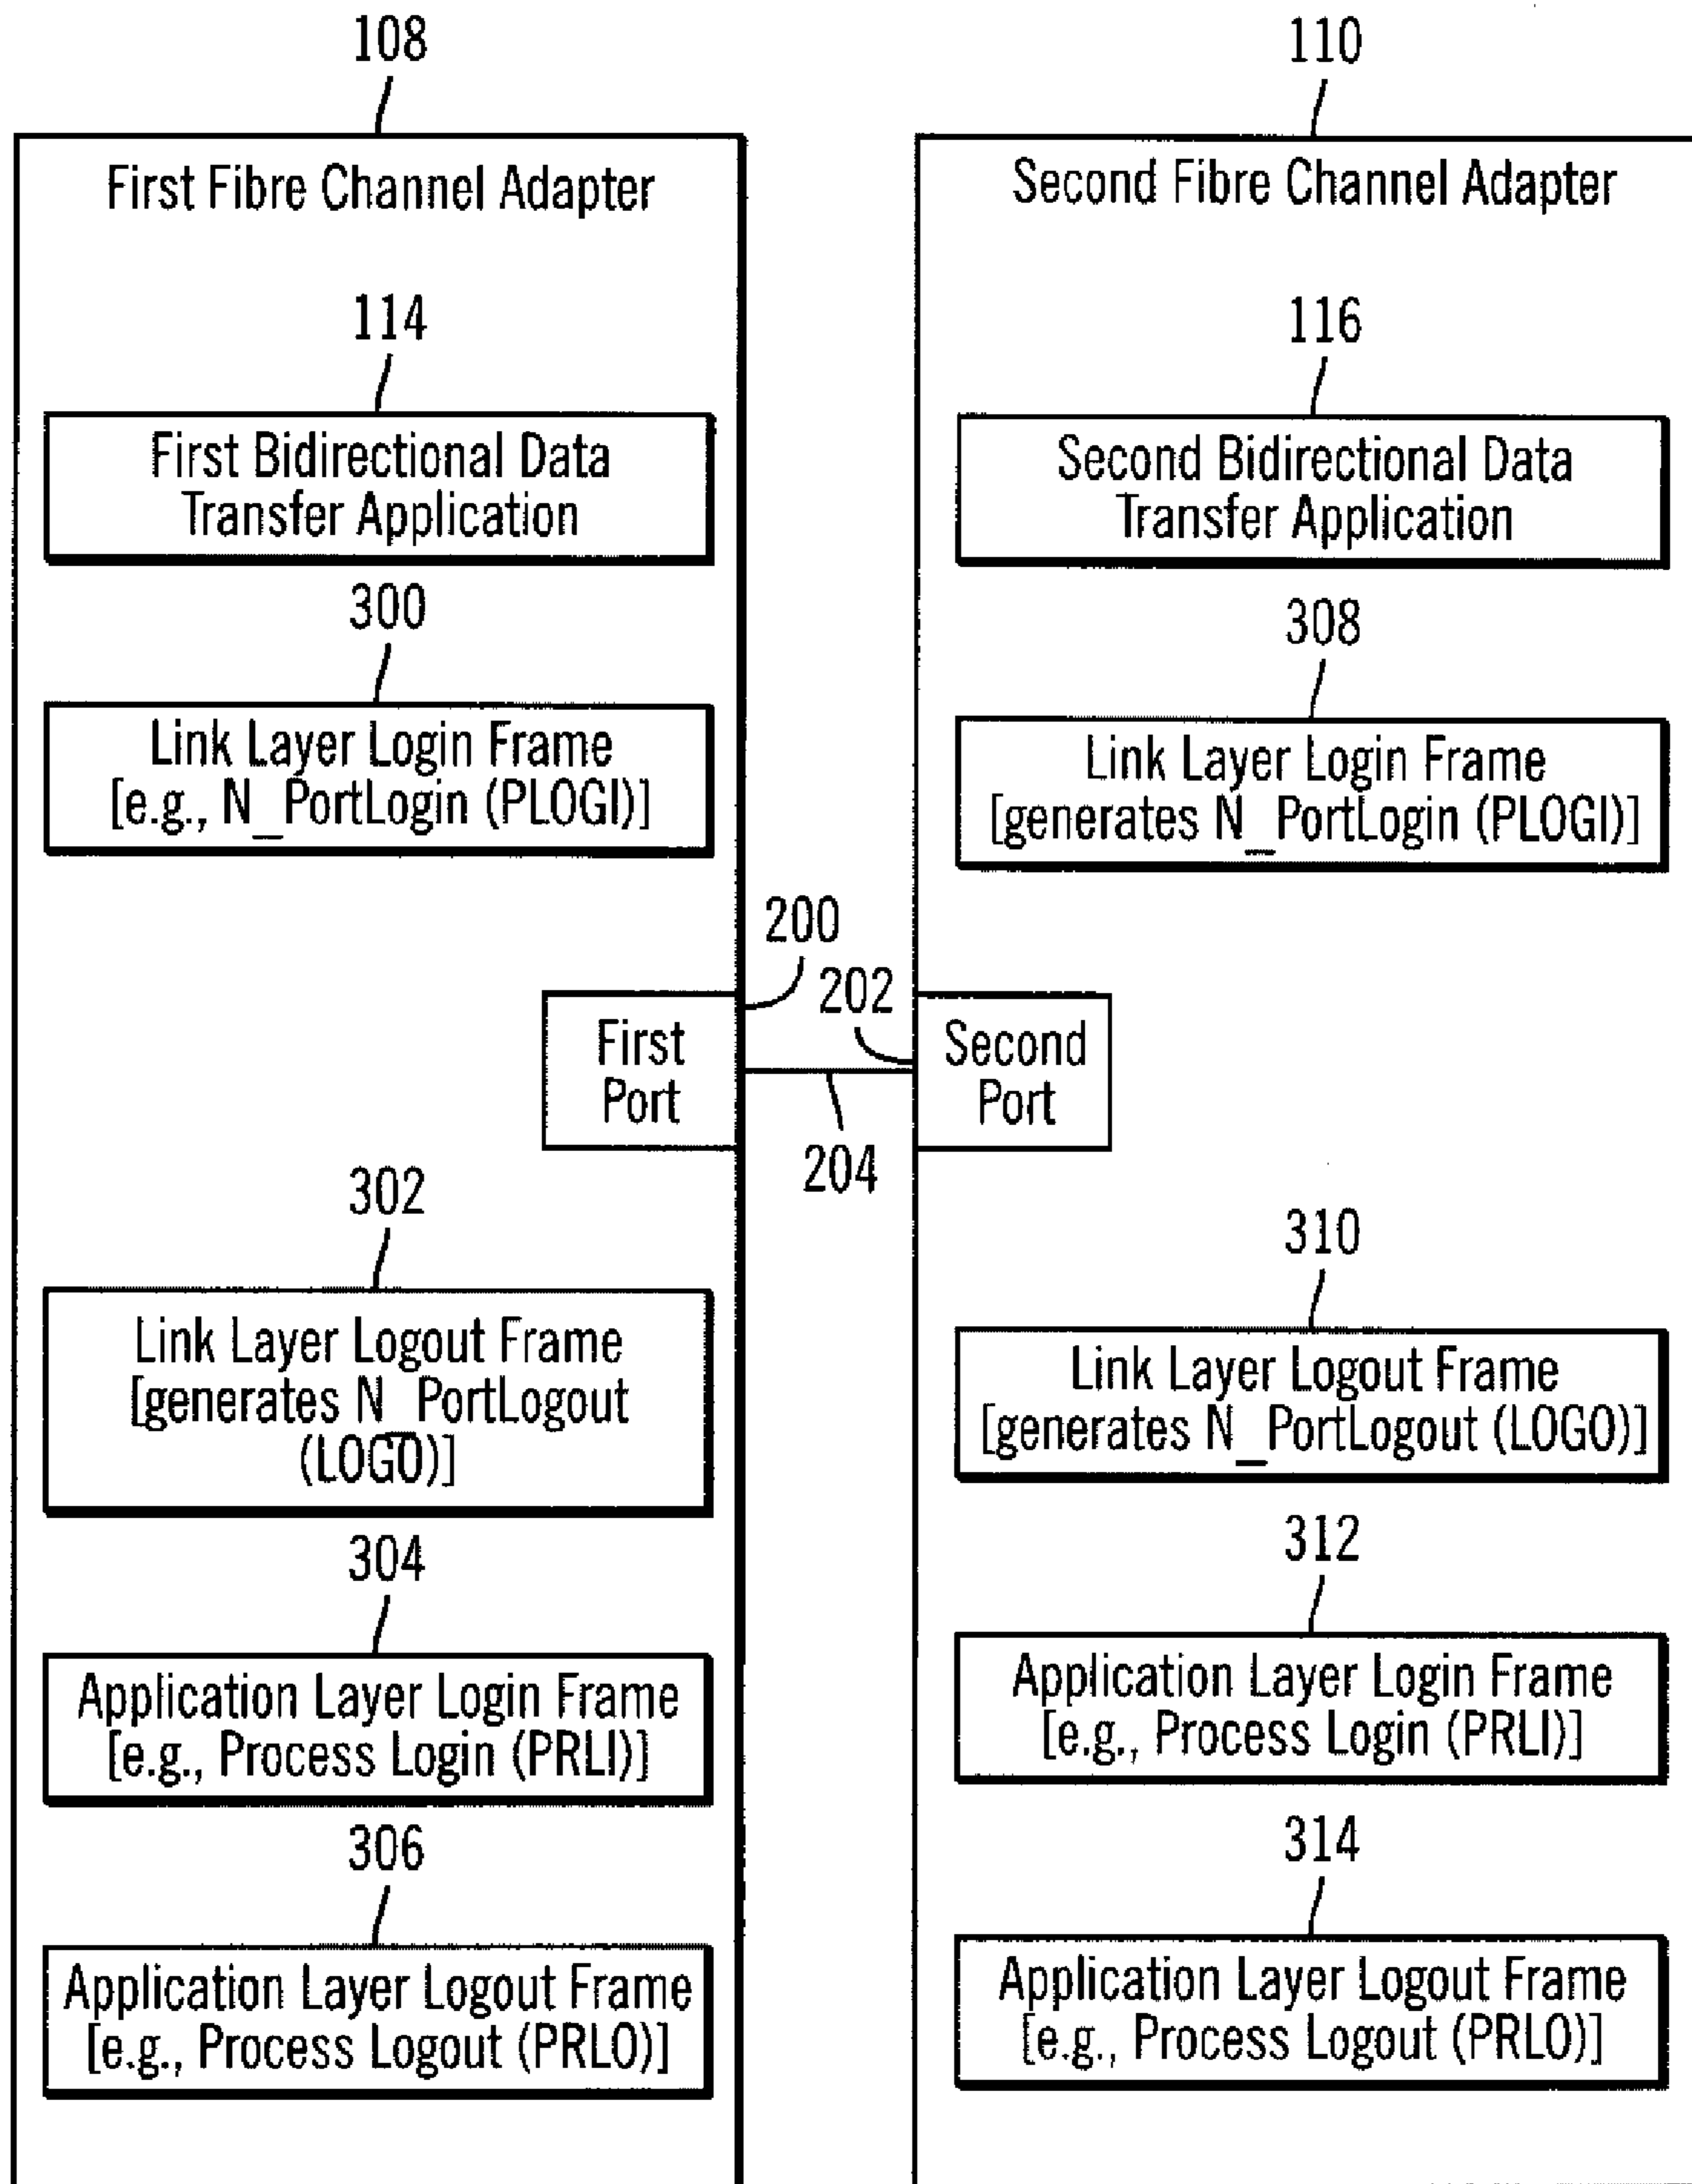 108
First Fibre Channel Adapter
114
First Bidirectional Data
Transfer Application
300
Link Layer Login Frame
[e.g., N_PortLogin (PLOGI)]
200
First
Port
302
Link Layer Logout Frame
[generates N_PortLogout
(LOGO)]
304
Application Layer Login Frame
[e.g., Process Login (PRLI)]
306
Application Layer Logout Frame
[e.g., Process Logout (PRLO)]
204
110
Second Fibre Channel Adapter
116
Second Bidirectional Data
Transfer Application
308
Link Layer Login Frame
[generates N_PortLogin (PLOGI)]
202
Second
Port
310
Link Layer Logout Frame
[generates N_PortLogout (LOGO)]
312
Application Layer Login Frame
[e.g., Process Login (PRLI)]
314
Application Layer Logout Frame
[e.g., Process Logout (PRLO)]